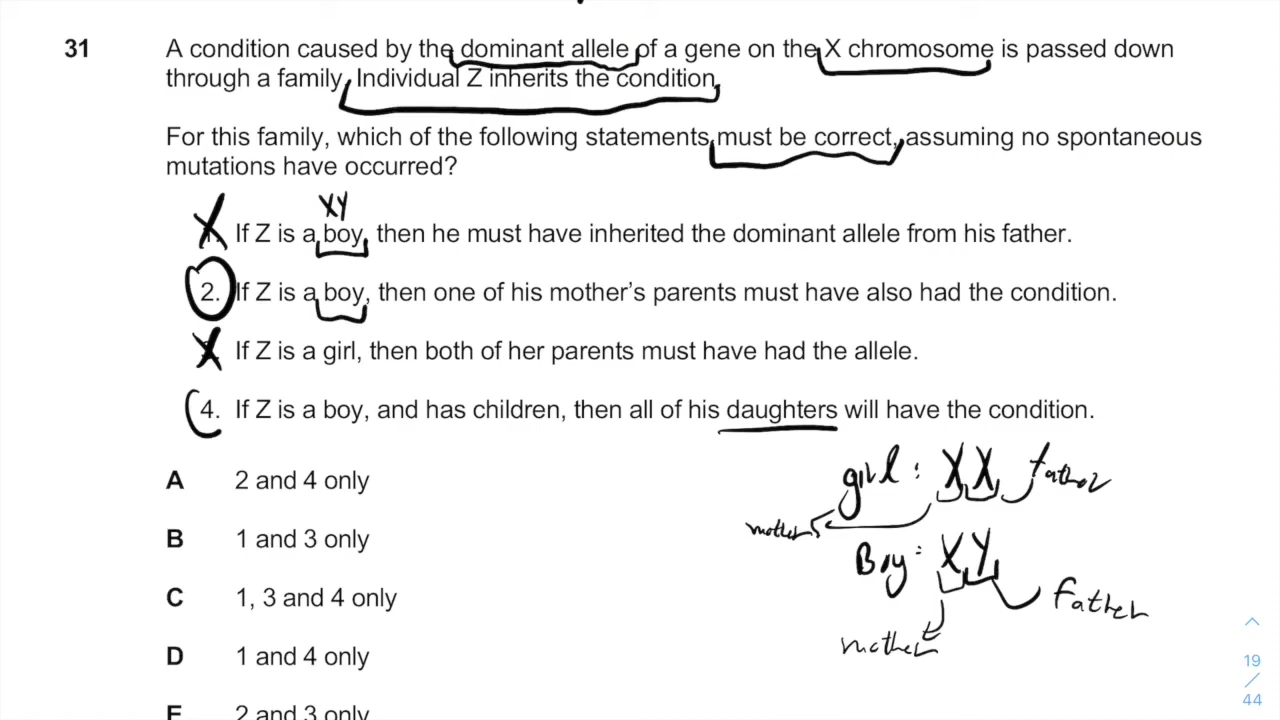 31 A condition caused by the dominant allele of a gene on the X chromosome is passed down
through a family. Individual Z inherits the condition.
For this family, which of the following statements must be correct, assuming no spontaneous
mutations have occurred?
XY
If Z is a boy, then he must have inherited the dominant allele from his father.
2. If Z is a boy, then one of his mother's parents must have also had the condition.
If Z is a girl, then both of her parents must have had the allele.
4. If Z is a boy, and has children, then all of his daughters will have the condition.
girl: XX father
mother
Boy: XY
Father
mother
A 2 and 4 only
B 1 and 3 only
C 1, 3 and 4 only
D 1 and 4 only
E 2 and 3 only
19
/
44